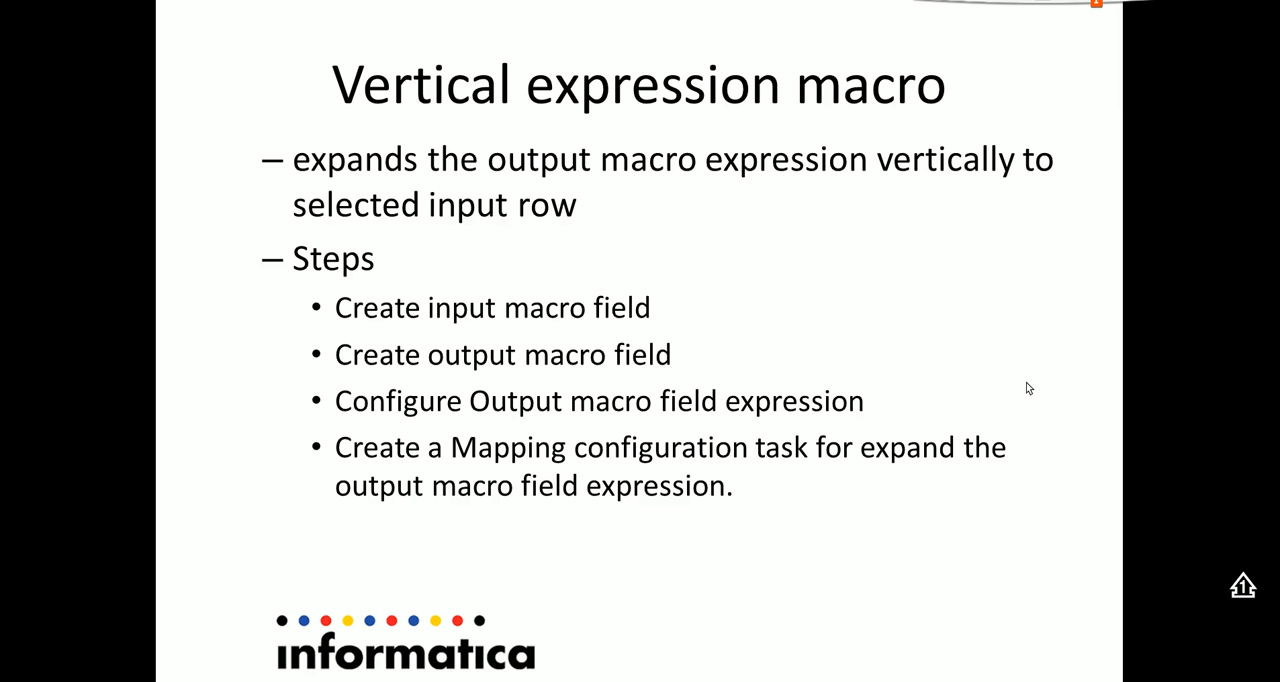 Vertical expression macro
– expands the output macro expression vertically to
selected input row
– Steps
• Create input macro field
• Create output macro field
• Configure Output macro field expression
• Create a Mapping configuration task for expand the
output macro field expression.
1
informatica